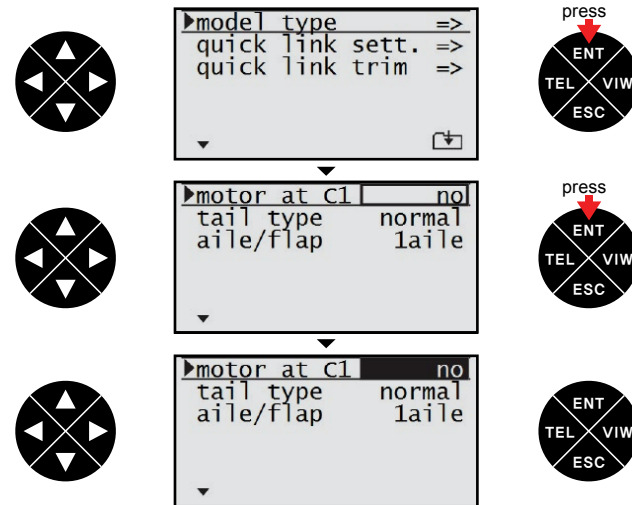 press
model type =>
quick link sett. =>
quick link trim =>
ENT
TEL VIW
ESC
press
motor at C1 no
tail type normal
aile/flap 1aile
ENT
TEL VIW
ESC
motor at C1 no
tail type normal
aile/flap 1aile
ENT
TEL VIW
ESC